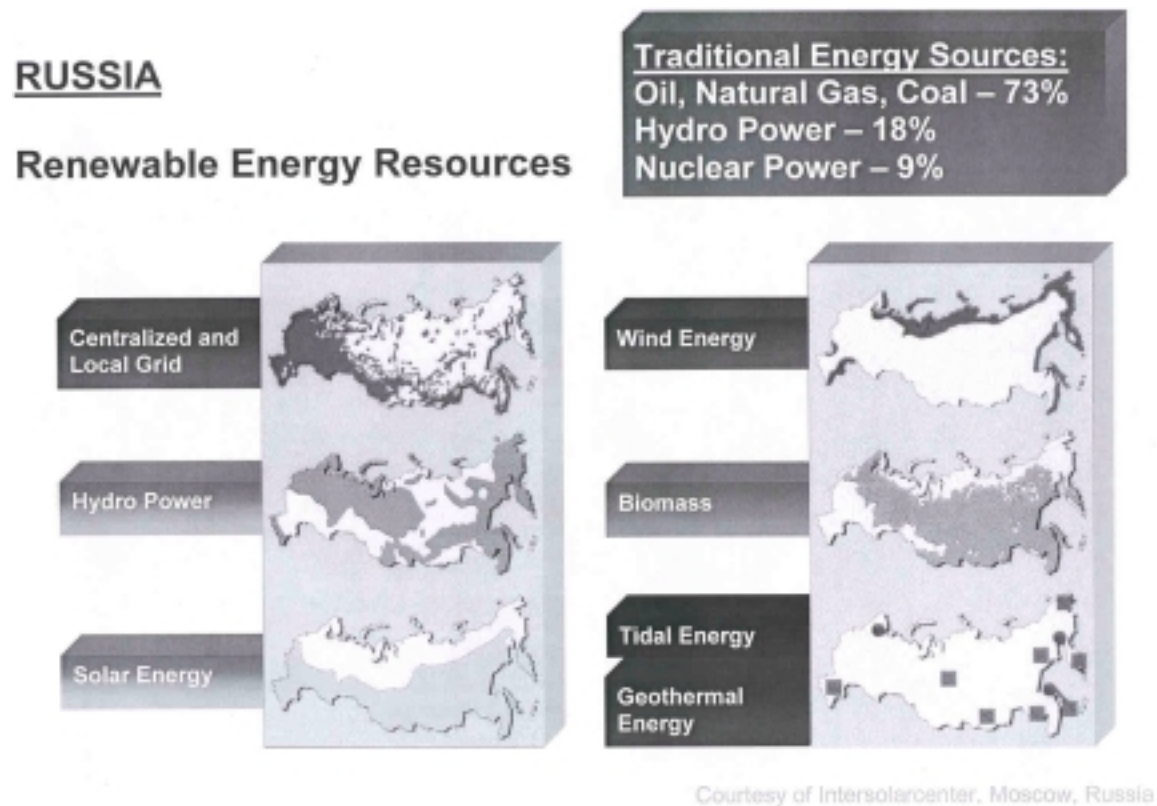 RUSSIA
Renewable Energy Resources
Traditional Energy Sources:
Oil, Natural Gas, Coal – 73%
Hydro Power – 18%
Nuclear Power – 9%
Centralized and
Local Grid
Hydro Power
Solar Energy
Wind Energy
Biomass
Tidal Energy
Geothermal
Energy
Courtesy of Intersolarcenter, Moscow, Russia